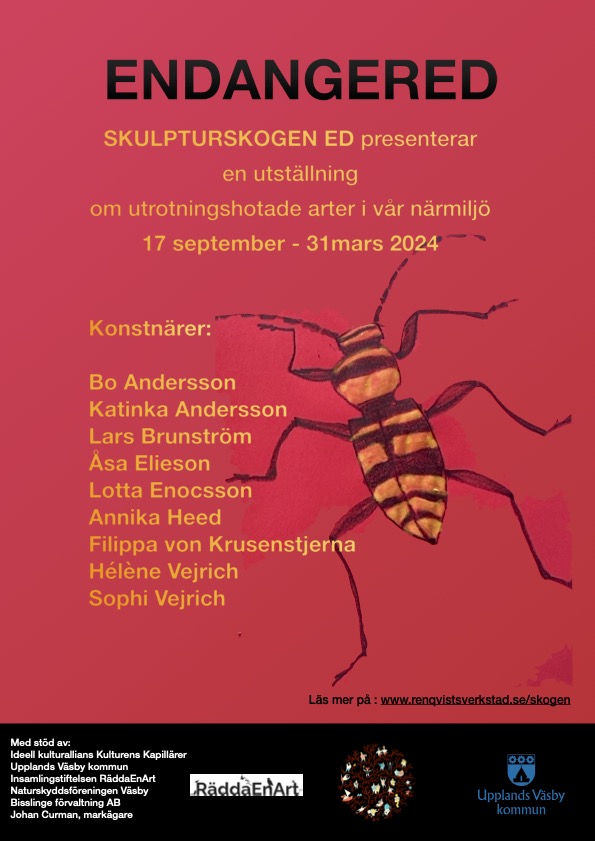 ENDANGERED
SKULPTURSKOGEN ED presenterar
en utställning
om utrotningshotade arter i vår närmiljö
17 september - 31mars 2024
Konstnärer:
Bo Andersson
Katinka Andersson
Lars Brunström
Åsa Elieson
Lotta Enocsson
Annika Heed
Filippa von Krusenstjerna
Hélène Vejrich
Sophi Vejrich
Läs mer på : www.renqvistsverkstad.se/skogen
Med stöd av:
Ideell kulturallians Kulturens Kapillärer
Upplands Väsby kommun
Insamlingstiftelsen RäddaEnArt
Naturskyddsföreningen Väsby
Bisslinge förvaltning AB
Johan Curman, markägare
RäddaEnArt
Upplands Väsby
kommun